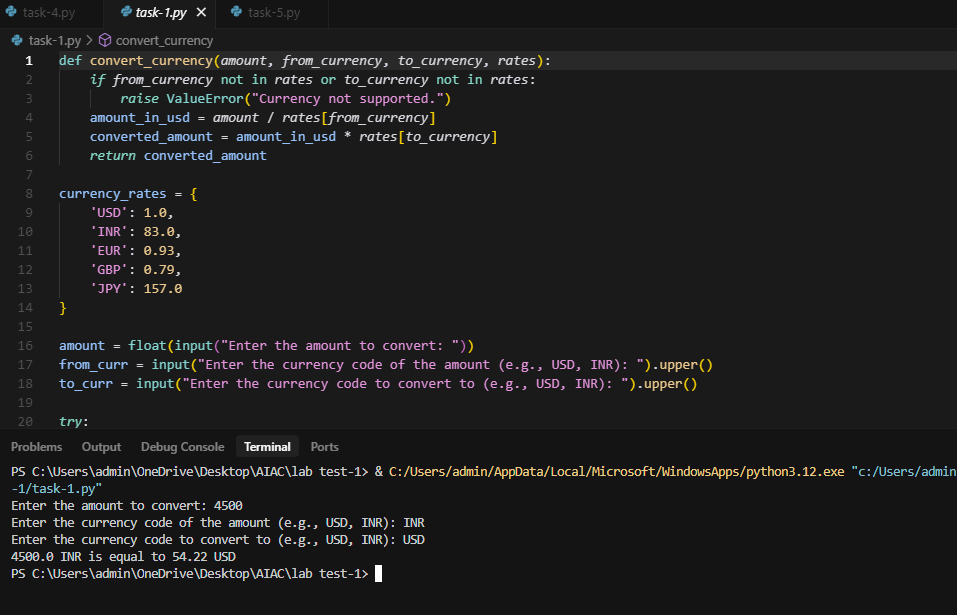 task-4.py task-1.py task-5.py
task-1.py > convert_currency
1 def convert_currency(amount, from_currency, to_currency, rates):
2     if from_currency not in rates or to_currency not in rates:
3         raise ValueError("Currency not supported.")
4     amount_in_usd = amount / rates[from_currency]
5     converted_amount = amount_in_usd * rates[to_currency]
6     return converted_amount
7
8 currency_rates = {
9     'USD': 1.0,
10     'INR': 83.0,
11     'EUR': 0.93,
12     'GBP': 0.79,
13     'JPY': 157.0
14 }
15
16 amount = float(input("Enter the amount to convert: "))
17 from_curr = input("Enter the currency code of the amount (e.g., USD, INR): ").upper()
18 to_curr = input("Enter the currency code to convert to (e.g., USD, INR): ").upper()
19
20 try:
Problems Output Debug Console Terminal Ports
PS C:\Users\admin\OneDrive\Desktop\AIAC\lab test-1> & C:/Users/admin/AppData/Local/Microsoft/WindowsApps/python3.12.exe "c:/Users/admin
-1/task-1.py"
Enter the amount to convert: 4500
Enter the currency code of the amount (e.g., USD, INR): INR
Enter the currency code to convert to (e.g., USD, INR): USD
4500.0 INR is equal to 54.22 USD
PS C:\Users\admin\OneDrive\Desktop\AIAC\lab test-1>